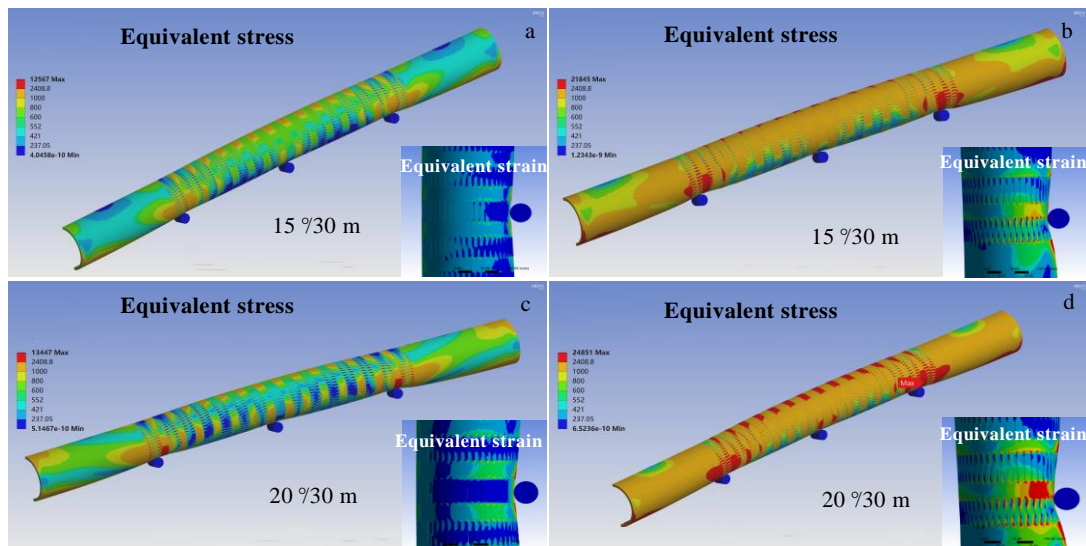 Equivalent stress
a
12567 Max
2408.8
1000
800
600
552
421
237.05
4.0458e-10 Min
Equivalent strain
15 °/30 m
Equivalent stress
b
21845 Max
2408.8
1000
800
600
552
421
237.05
1.2343e-9 Min
Equivalent strain
15 °/30 m
Equivalent stress
c
13447 Max
2408.8
1000
800
600
552
421
237.05
5.1467e-10 Min
Equivalent strain
20 °/30 m
Equivalent stress
d
24851 Max
2408.8
1000
800
600
552
421
237.05
6.5236e-10 Min
Max
Equivalent strain
20 °/30 m